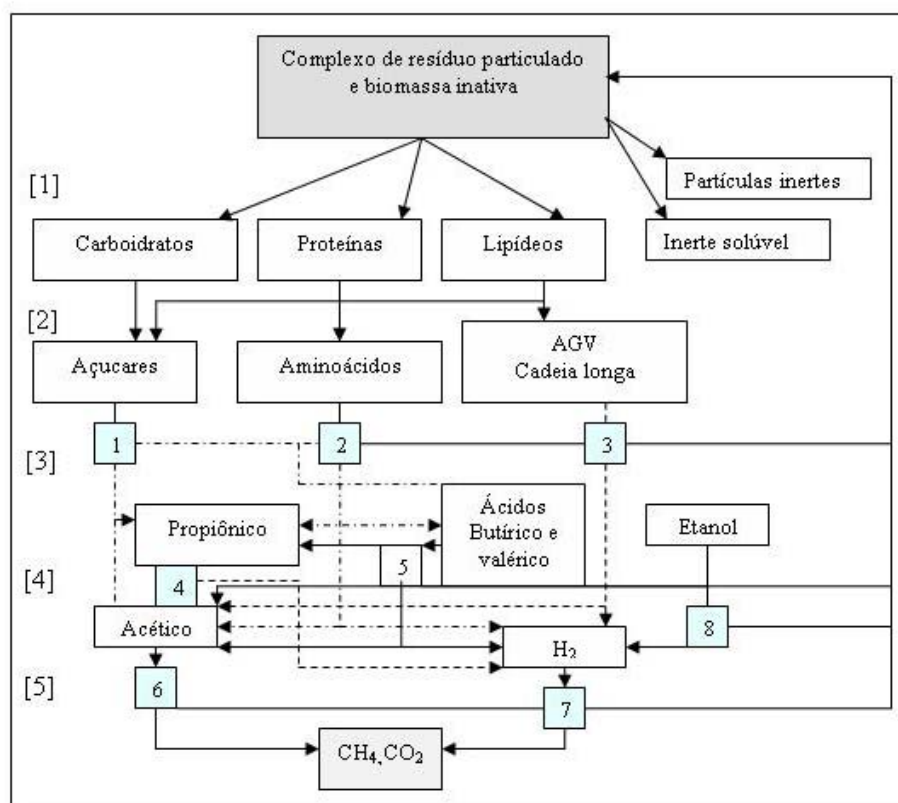 Complexo de resíduo particulado
e biomassa inativa
[1]
Partículas inertes
Carboidratos
Proteínas
Lipídeos
Inerte solúvel
[2]
Açucares
Aminoácidos
AGV
Cadeia longa
1
2
3
[3]
Propiônico
Ácidos
Butírico e
valérico
Etanol
[4]
4
5
Acético
H₂
8
[5]
6
7
CH₄,CO₂